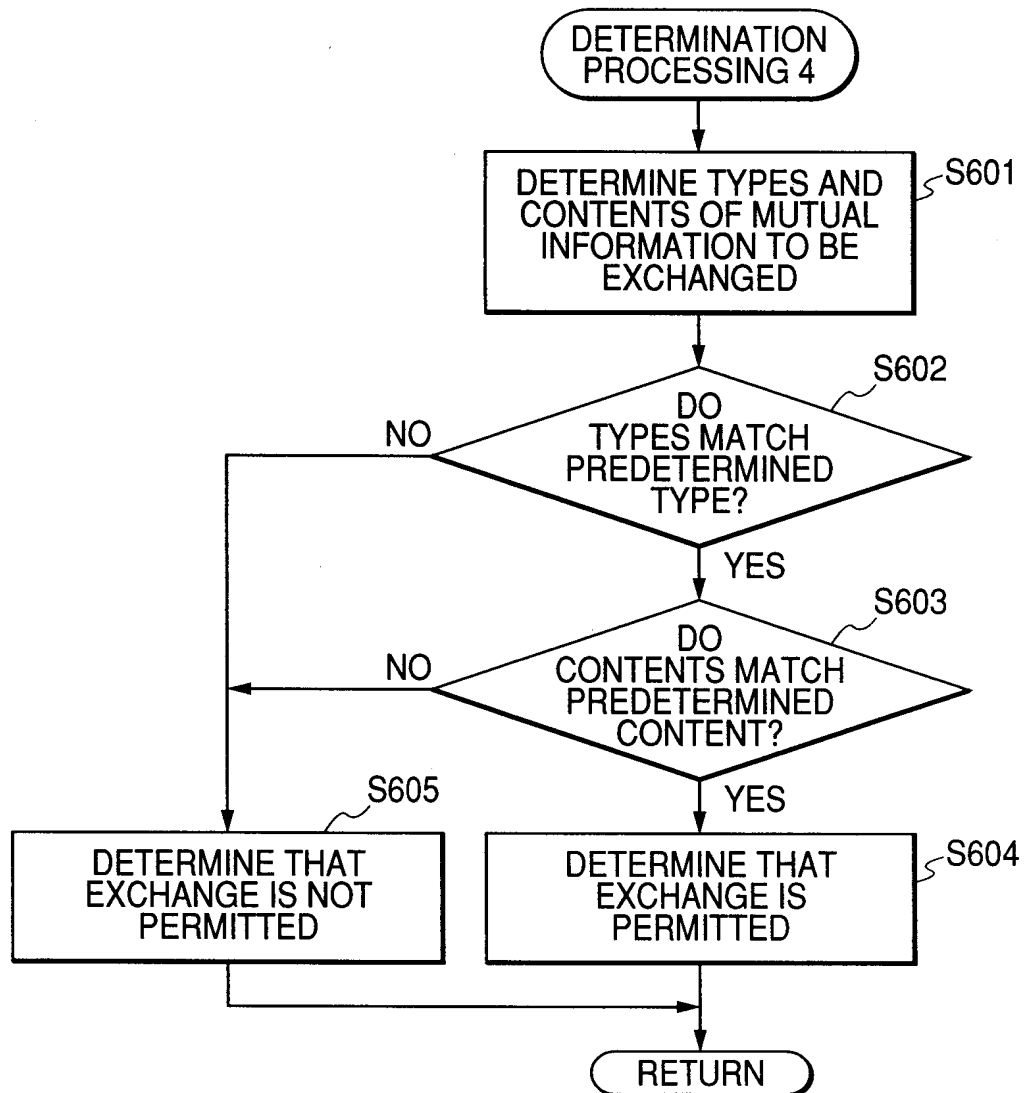 DETERMINATION
PROCESSING 4
S601
DETERMINE TYPES AND
CONTENTS OF MUTUAL
INFORMATION TO BE
EXCHANGED
S602
DO
TYPES MATCH
PREDETERMINED
TYPE?
NO
YES
S603
DO
CONTENTS MATCH
PREDETERMINED
CONTENT?
NO
YES
S605
DETERMINE THAT
EXCHANGE IS NOT
PERMITTED
S604
DETERMINE THAT
EXCHANGE IS
PERMITTED
RETURN